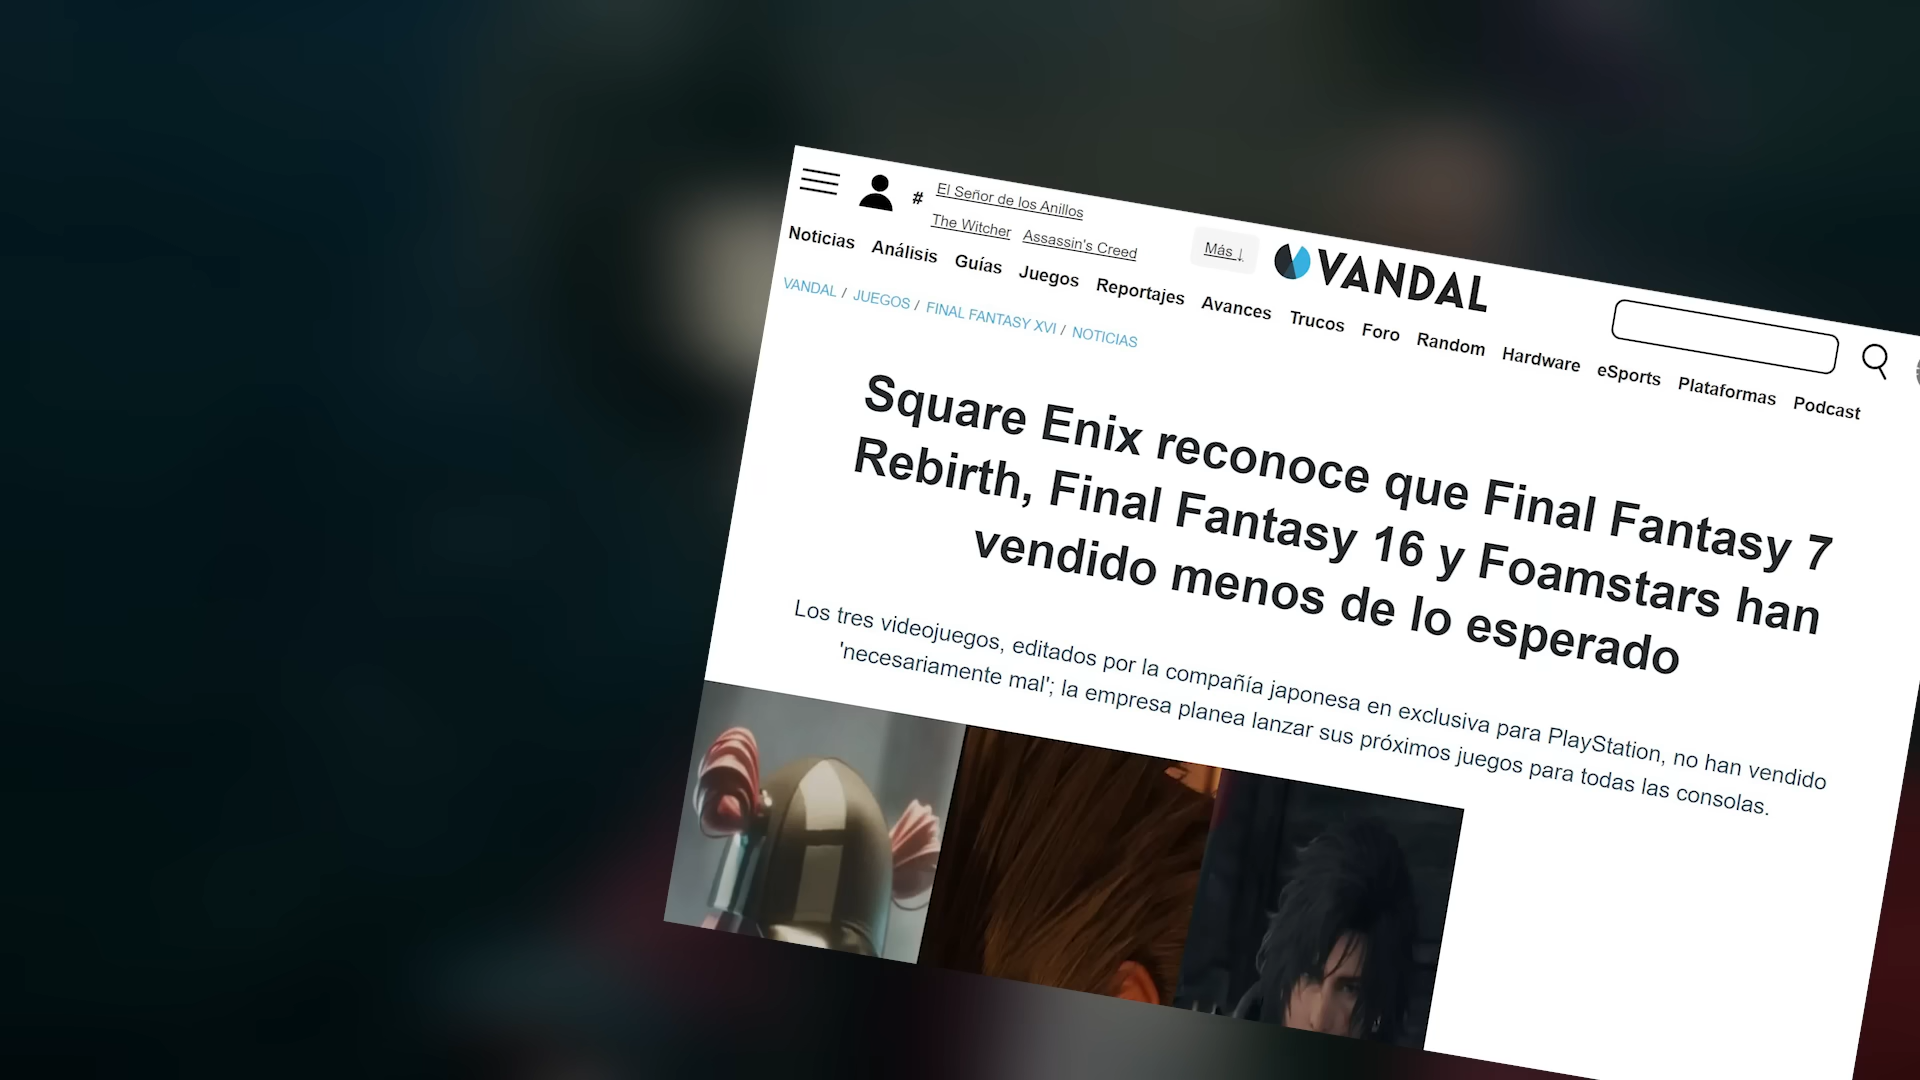 # El Señor de los Anillos
The Witcher Assassin's Creed
Más ↓
VANDAL
Noticias Análisis Guías Juegos Reportajes Avances Trucos Foro Random Hardware eSports Plataformas Podcast
VANDAL / JUEGOS / FINAL FANTASY XVI / NOTICIAS
Square Enix reconoce que Final Fantasy 7
Rebirth, Final Fantasy 16 y Foamstars han
vendido menos de lo esperado
Los tres videojuegos, editados por la compañía japonesa en exclusiva para PlayStation, no han vendido
'necesariamente mal'; la empresa planea lanzar sus próximos juegos para todas las consolas.